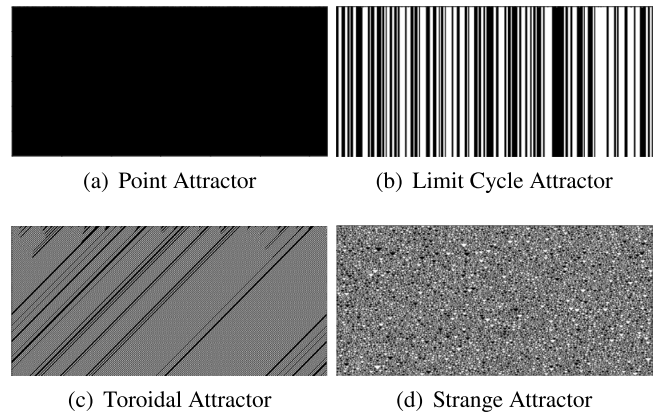 (a) Point Attractor
(b) Limit Cycle Attractor
(c) Toroidal Attractor
(d) Strange Attractor